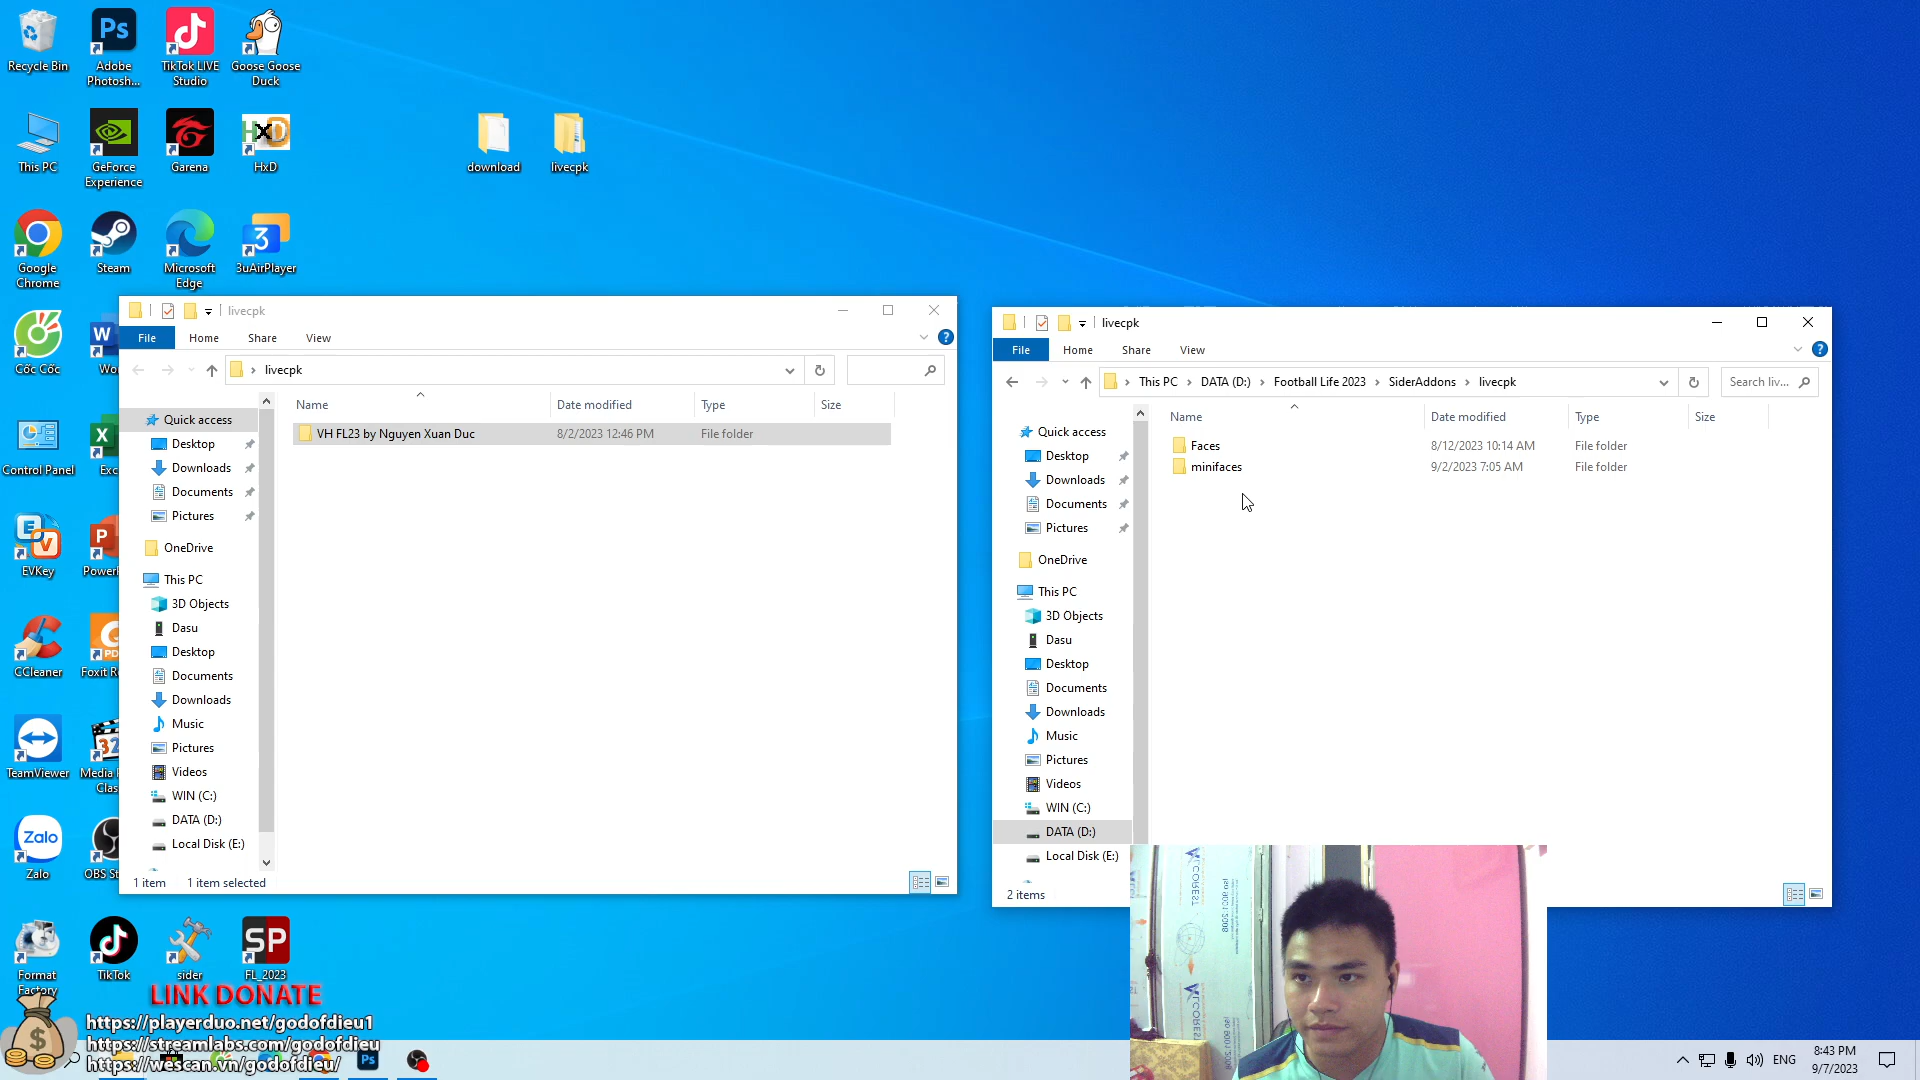 Recycle Bin
Adobe Photosh...
TikTok LIVE Studio
Goose Goose Duck
This PC
GeForce Experience
Garena
HxD
download
livecpk
Google Chrome
Steam
Microsoft Edge
3uAirPlayer
Cốc Cốc
Control Panel
EVKey
CCleaner
TeamViewer
Zalo
Format Factory
TikTok
sider
FL_2023
livecpk
File
Home
Share
View
livecpk
Name
Date modified
Type
Size
VH FL23 by Nguyen Xuan Duc
8/2/2023 12:46 PM
File folder
Quick access
Desktop
Downloads
Documents
Pictures
OneDrive
This PC
3D Objects
Dasu
Desktop
Documents
Downloads
Music
Pictures
Videos
WIN (C:)
DATA (D:)
Local Disk (E:)
1 item
1 item selected
livecpk
File
Home
Share
View
This PC
DATA (D:)
Football Life 2023
SiderAddons
livecpk
Search liv...
Name
Date modified
Type
Size
Faces
8/12/2023 10:14 AM
File folder
minifaces
9/2/2023 7:05 AM
File folder
Quick access
Desktop
Downloads
Documents
Pictures
OneDrive
This PC
3D Objects
Dasu
Desktop
Documents
Downloads
Music
Pictures
Videos
WIN (C:)
DATA (D:)
Local Disk (E:)
2 items
LINK DONATE
https://playerduo.net/godofdieu1
https://streamlabs.com/godofdieu
https://wescan.vn/godofdieu/
ENG
8:43 PM
9/7/2023